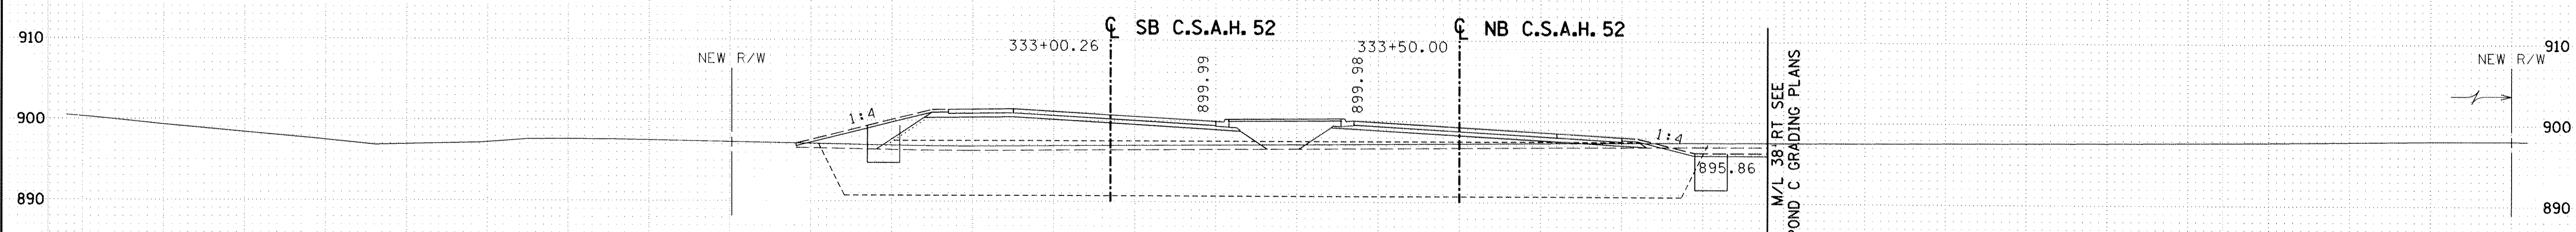 ℄ SB C.S.A.H. 52
℄ NB C.S.A.H. 52
910
333+00.26
333+50.00
910
NEW R/W
899.99
899.98
NEW R/W
900
1:4
1:4
900
895.86
890
890
M/L 38' RT SEE
POND C GRADING PLANS